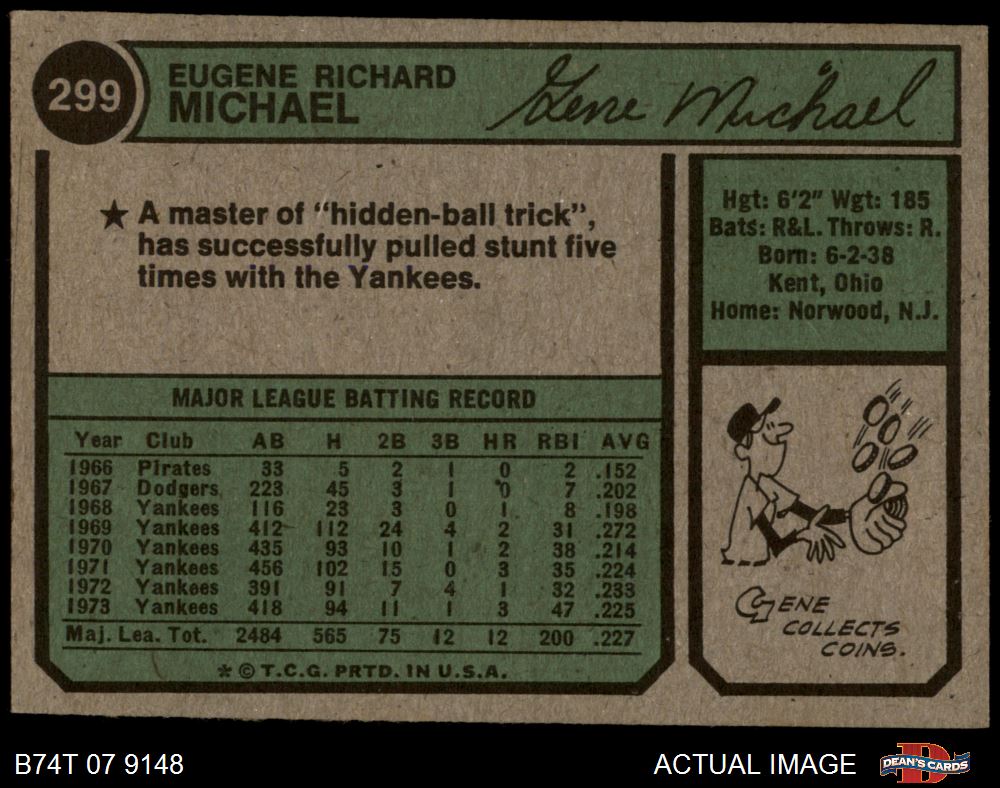 299
EUGENE RICHARD
MICHAEL
Gene Michael
★ A master of "hidden-ball trick",
has successfully pulled stunt five
times with the Yankees.
Hgt: 6'2" Wgt: 185
Bats: R&L. Throws: R.
Born: 6-2-38
Kent, Ohio
Home: Norwood, N.J.
MAJOR LEAGUE BATTING RECORD
Year Club AB H 2B 3B HR RBI AVG
1966 Pirates 33 5 2 1 0 2 .152
1967 Dodgers 223 45 3 1 0 7 .202
1968 Yankees 116 23 3 0 1 8 .198
1969 Yankees 412 112 24 4 2 31 .272
1970 Yankees 435 93 10 1 2 38 .214
1971 Yankees 456 102 15 0 3 35 .224
1972 Yankees 391 91 7 4 1 32 .233
1973 Yankees 418 94 11 1 3 47 .225
Maj. Lea. Tot. 2484 565 75 12 12 200 .227
* © T.C.G. PRTD. IN U.S.A.
GENE
COLLECTS
COINS.
B74T 07 9148
ACTUAL IMAGE
DEAN'S CARDS